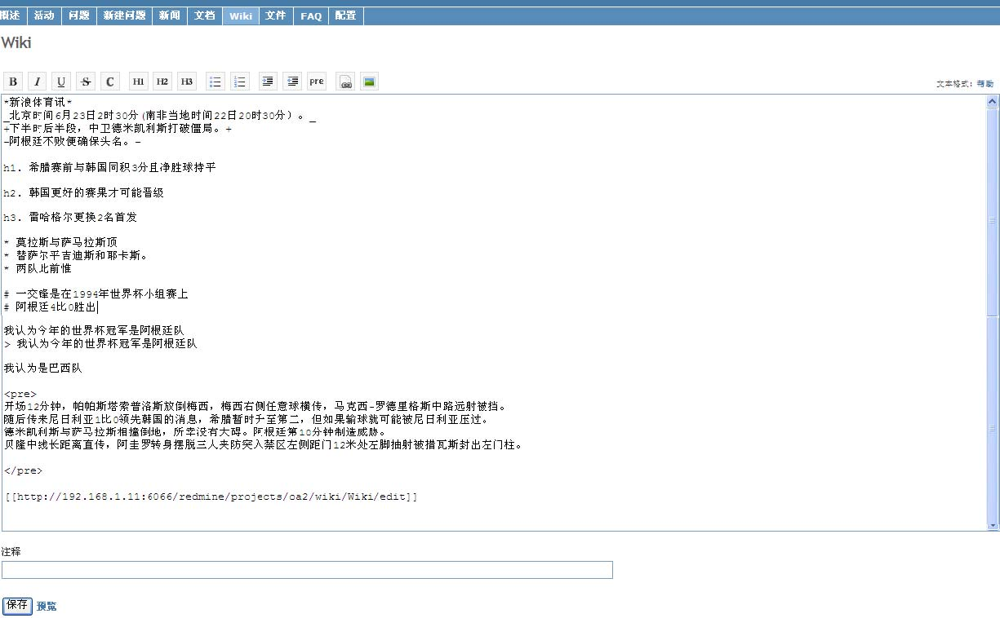 概述 活动 问题 新建问题 新闻 文档 Wiki 文件 FAQ 配置
Wiki
B I U S C H1 H2 H3 pre
文本格式: 帮助
*新浪体育讯*
_北京时间6月23日2时30分(南非当地时间22日20时30分）。_
+下半时后半段，中卫德米凯利斯打破僵局。+
-阿根廷不败便确保头名。-
h1. 希腊赛前与韩国同积3分且净胜球持平
h2. 韩国更好的赛果才可能晋级
h3. 雷哈格尔更换2名首发
* 莫拉斯与萨马拉斯顶
* 替萨尔平吉迪斯和耶卡斯。
* 两队此前惟
# 一交锋是在1994年世界杯小组赛上
# 阿根廷4比0胜出
我认为今年的世界杯冠军是阿根廷队
> 我认为今年的世界杯冠军是阿根廷队
我认为是巴西队
<pre>
开场12分钟，帕帕斯塔索普洛斯放倒梅西，梅西右侧任意球横传，马克西-罗德里格斯中路远射被挡。
随后传来尼日利亚1比0领先韩国的消息，希腊暂时升至第二，但如果输球就可能被尼日利亚压过。
德米凯利斯与萨马拉斯相撞倒地，所幸没有大碍。阿根廷第10分钟制造威胁。
贝隆中线长距离直传，阿圭罗转身摆脱三人夹防突入禁区左侧距门12米处左脚抽射被措瓦斯封出左门柱。
</pre>
[[http://192.168.1.11:6066/redmine/projects/oa2/wiki/Wiki/edit]]
注释
保存 预览